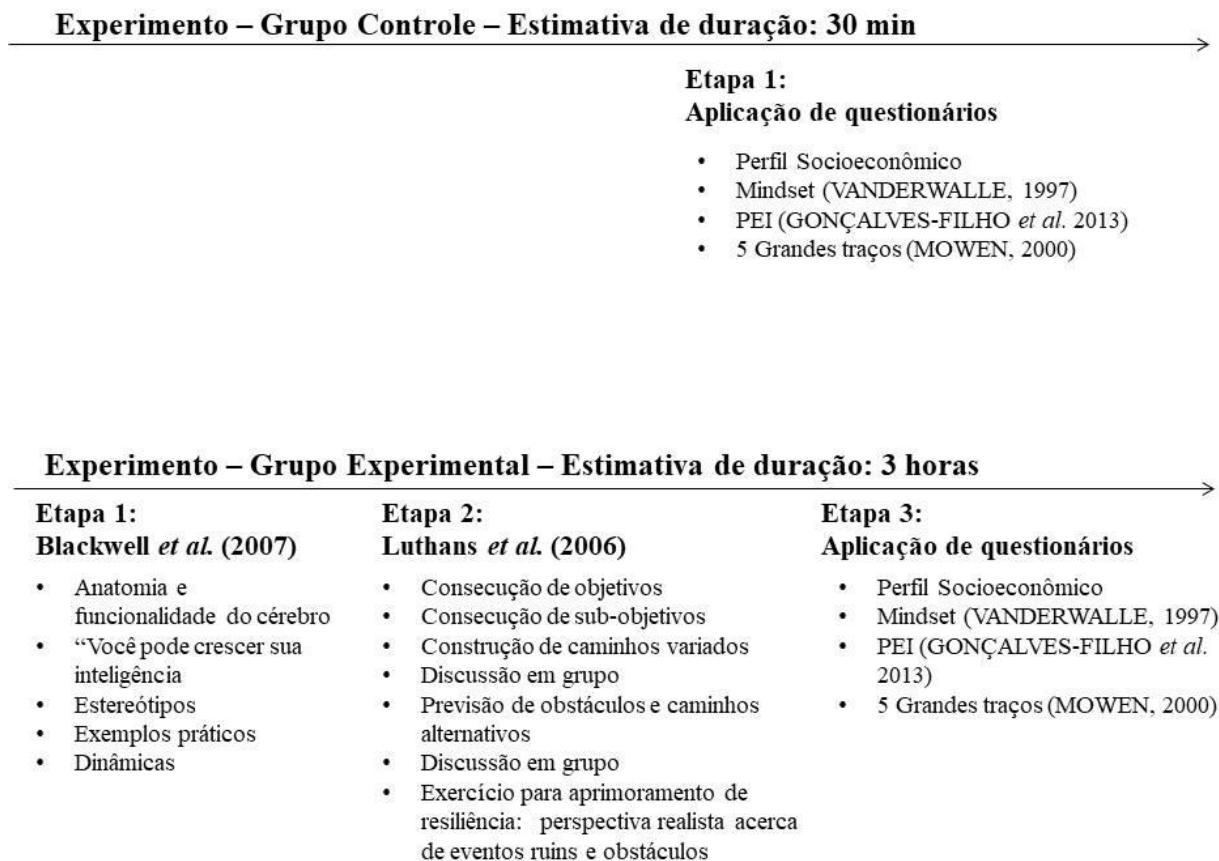 Experimento – Grupo Controle – Estimativa de duração: 30 min
Etapa 1:
Aplicação de questionários
• Perfil Socioeconômico
• Mindset (VANDERWALLE, 1997)
• PEI (GONÇALVES-FILHO et al. 2013)
• 5 Grandes traços (MOWEN, 2000)
Experimento – Grupo Experimental – Estimativa de duração: 3 horas
Etapa 1:
Blackwell et al. (2007)
• Anatomia e
funcionalidade do cérebro
• “Você pode crescer sua
inteligência
• Estereótipos
• Exemplos práticos
• Dinâmicas
Etapa 2:
Luthans et al. (2006)
• Consecução de objetivos
• Consecução de sub-objetivos
• Construção de caminhos variados
• Discussão em grupo
• Previsão de obstáculos e caminhos
alternativos
• Discussão em grupo
• Exercício para aprimoramento de
resiliência: perspectiva realista acerca
de eventos ruins e obstáculos
Etapa 3:
Aplicação de questionários
• Perfil Socioeconômico
• Mindset (VANDERWALLE, 1997)
• PEI (GONÇALVES-FILHO et al.
2013)
• 5 Grandes traços (MOWEN, 2000)